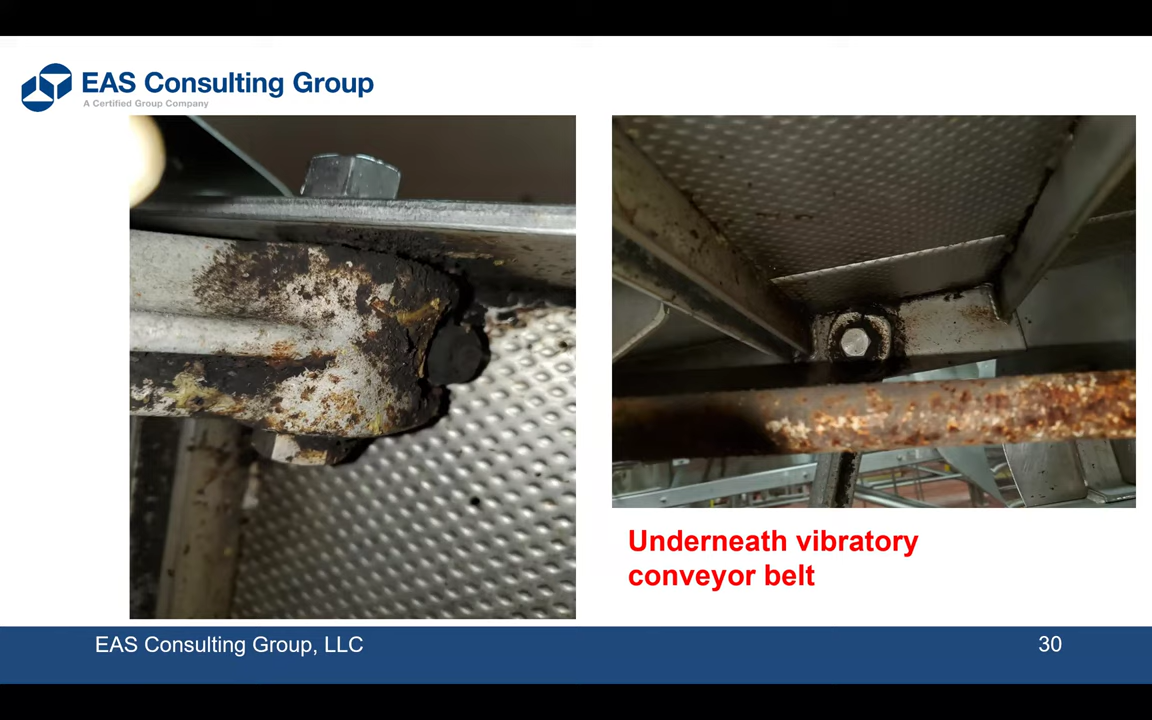 EAS Consulting Group
A Certified Group Company
Underneath vibratory
conveyor belt
EAS Consulting Group, LLC
30